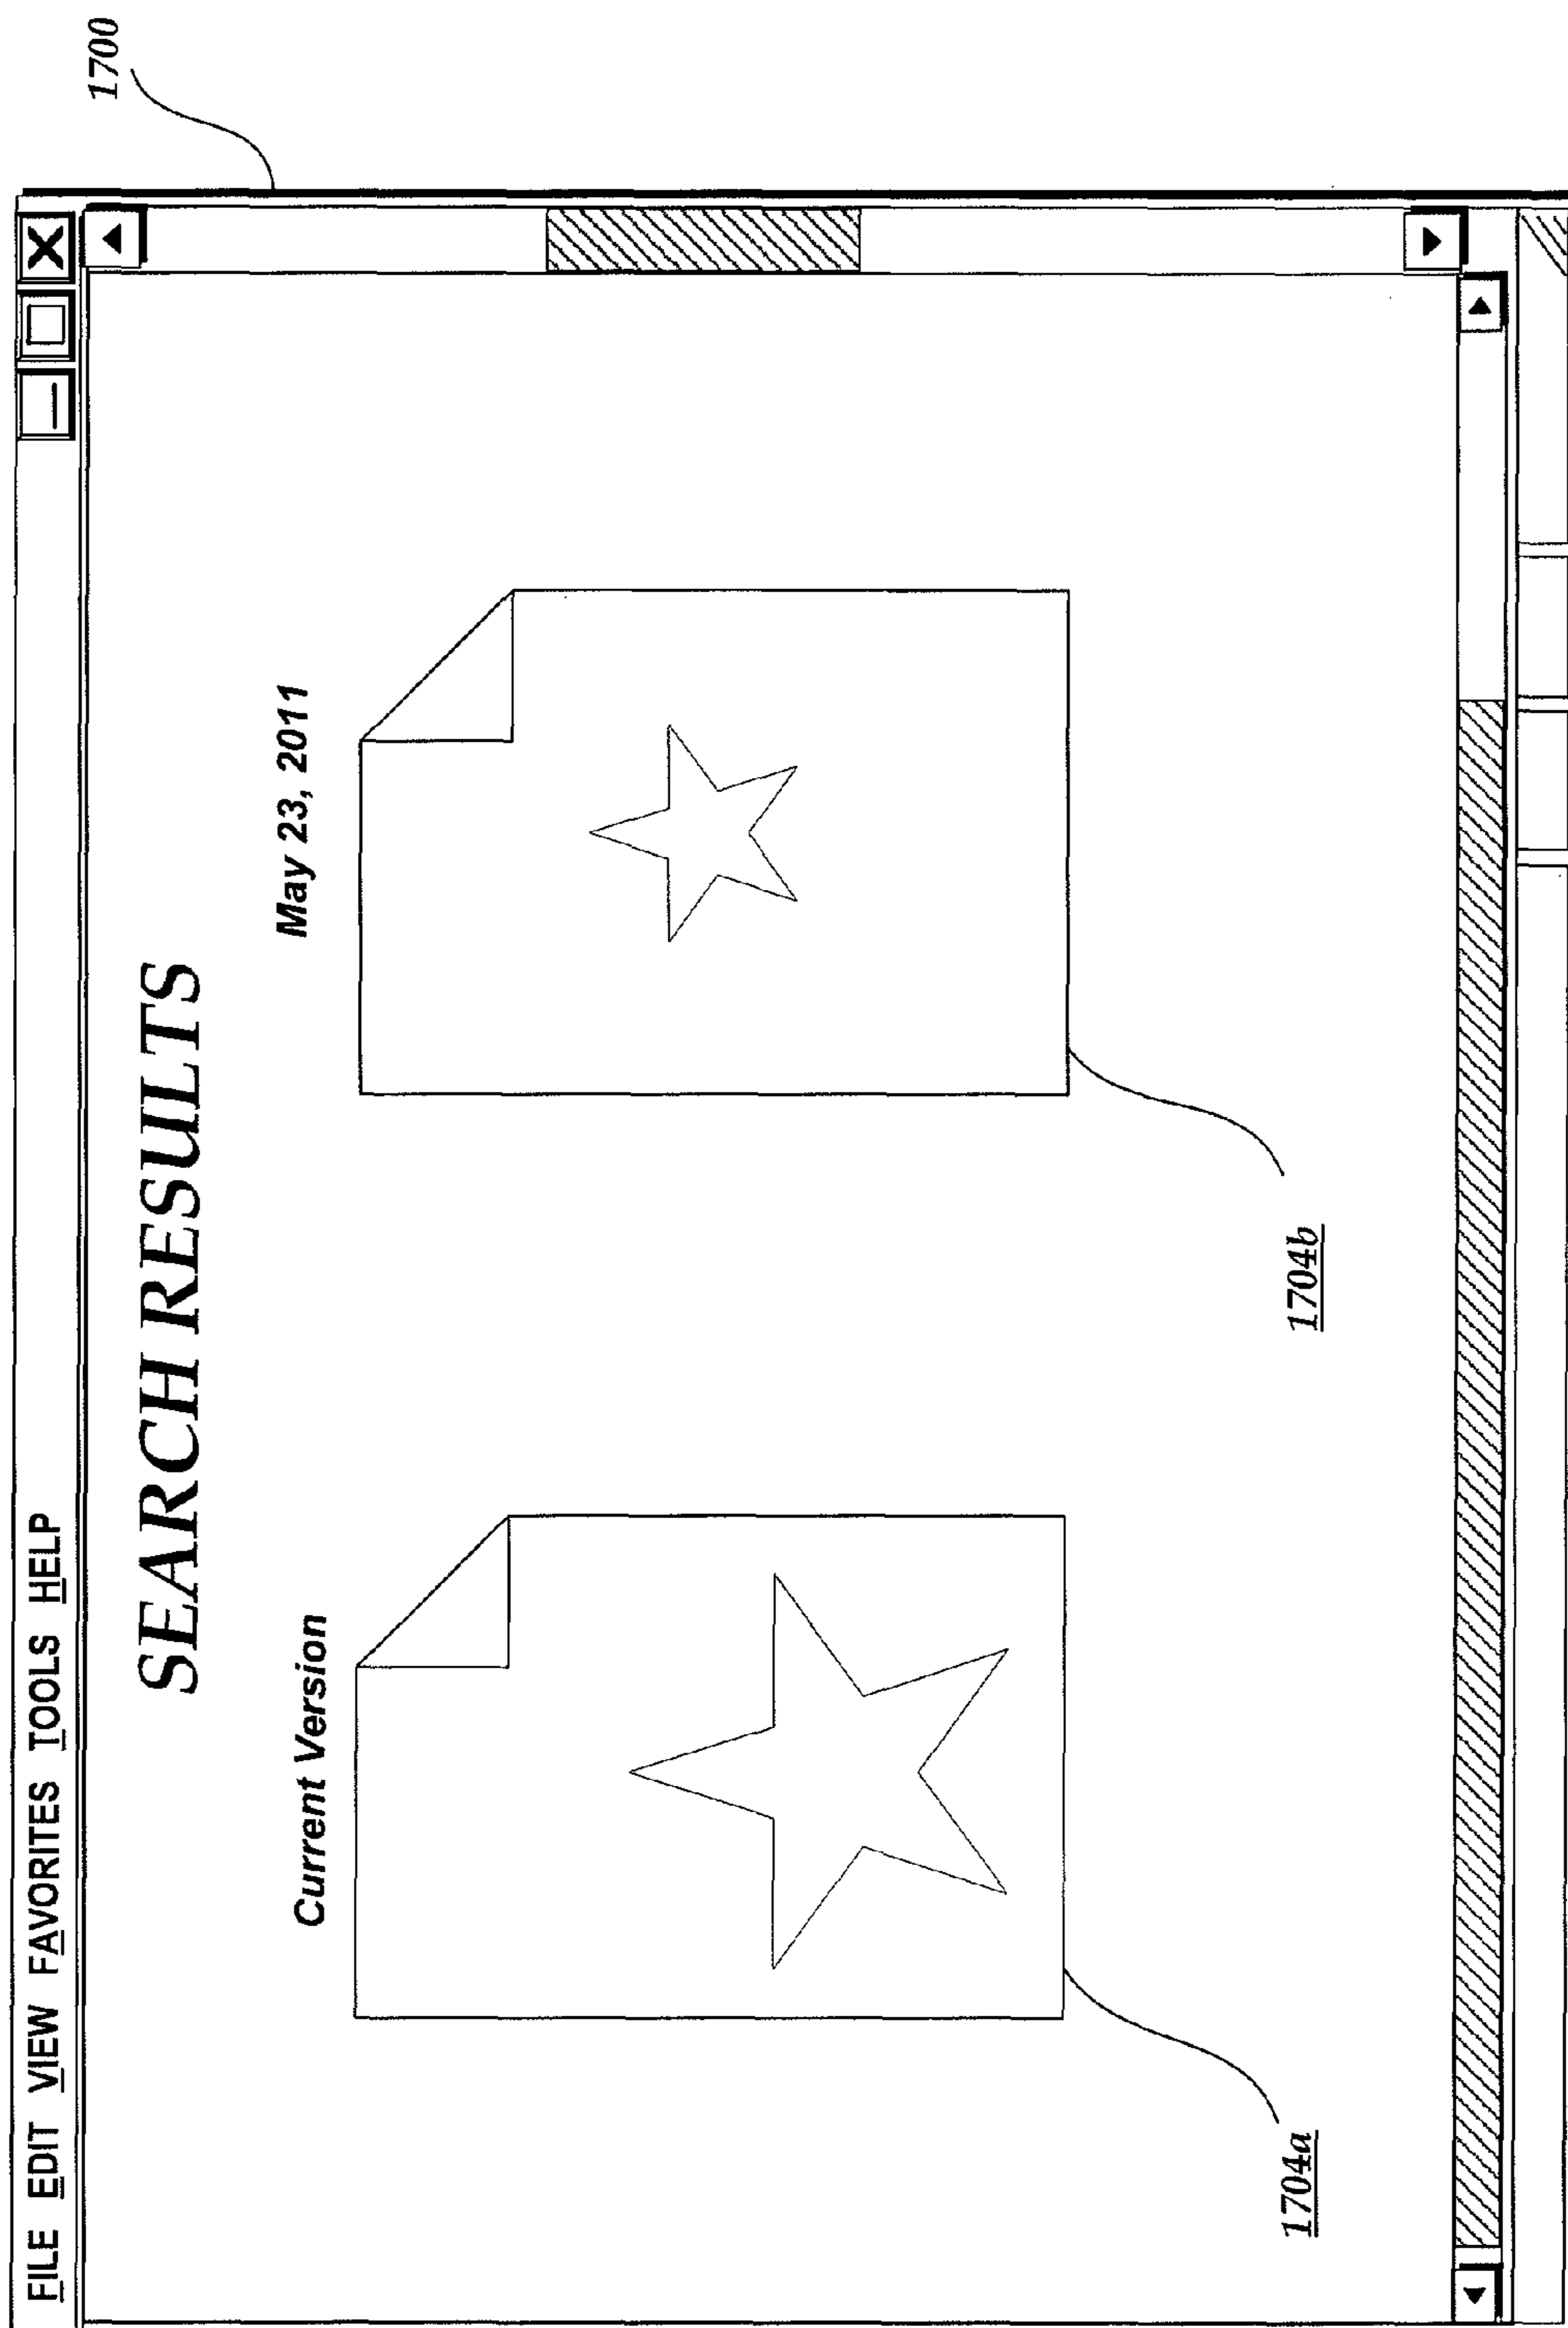 1700
FILE EDIT VIEW FAVORITES TOOLS HELP
SEARCH RESULTS
Current Version
May 23, 2011
1704a
1704b